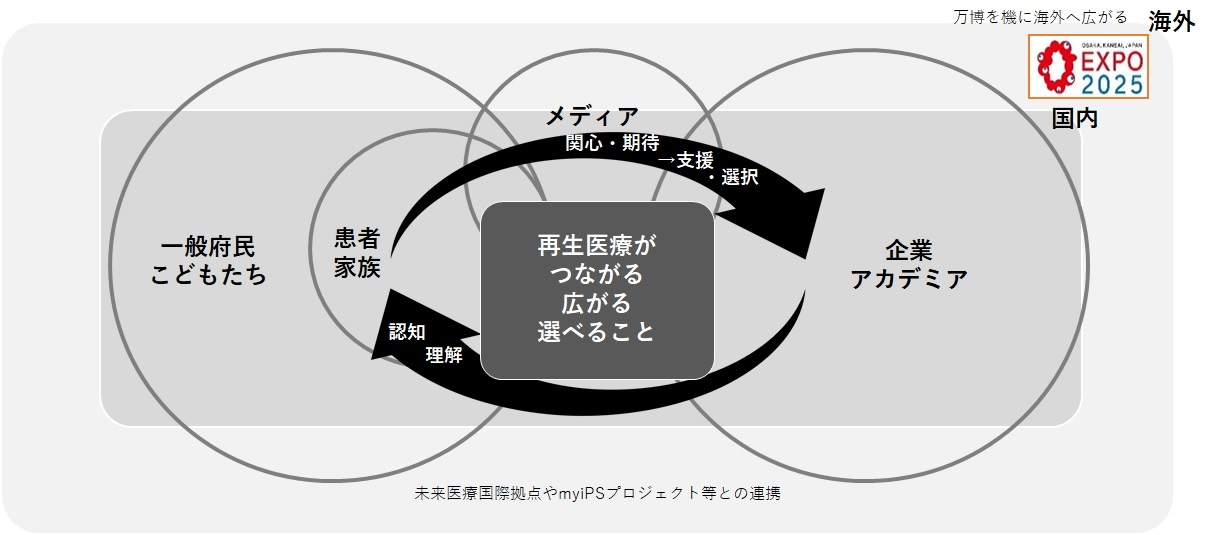 万博を機に海外へ広がる
海外
OSAKA, KANSAI, JAPAN
EXPO
2025
国内
メディア
関心・期待
→支援
・選択
一般府民
こどもたち
患者
家族
再生医療が
つながる
広がる
選べること
企業
アカデミア
認知
理解
未来医療国際拠点やmyiPSプロジェクト等との連携